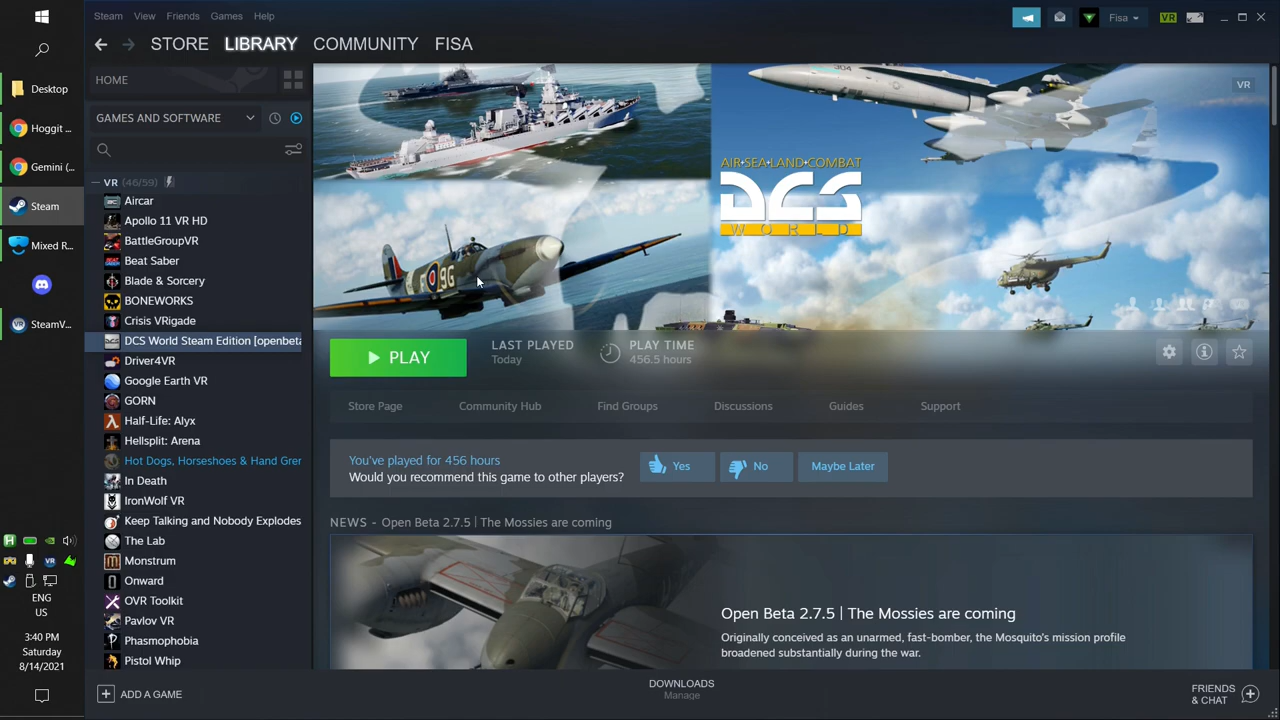 Steam View Friends Games Help
Fisa
VR
STORE LIBRARY COMMUNITY FISA
Desktop
Hoggit ...
Gemini (...
Steam
Mixed R...
SteamV...
ENG
US
3:40 PM
Saturday
8/14/2021
HOME
GAMES AND SOFTWARE
VR (46/59)
Aircar
Apollo 11 VR HD
BattleGroupVR
Beat Saber
Blade & Sorcery
BONEWORKS
Crisis VRigade
DCS World Steam Edition [openbeta
Driver4VR
Google Earth VR
GORN
Half-Life: Alyx
Hellsplit: Arena
Hot Dogs, Horseshoes & Hand Gren
In Death
IronWolf VR
Keep Talking and Nobody Explodes
The Lab
Monstrum
Onward
OVR Toolkit
Pavlov VR
Phasmophobia
Pistol Whip
ADD A GAME
VR
304
AIR·SEA·LAND COMBAT
DCS
WORLD
9G
PLAY
LAST PLAYED
Today
PLAY TIME
456.5 hours
Store Page Community Hub Find Groups Discussions Guides Support
You've played for 456 hours
Would you recommend this game to other players?
Yes No Maybe Later
NEWS - Open Beta 2.7.5 | The Mossies are coming
Open Beta 2.7.5 | The Mossies are coming
Originally conceived as an unarmed, fast-bomber, the Mosquito's mission profile
broadened substantially during the war.
DOWNLOADS
Manage
FRIENDS
& CHAT